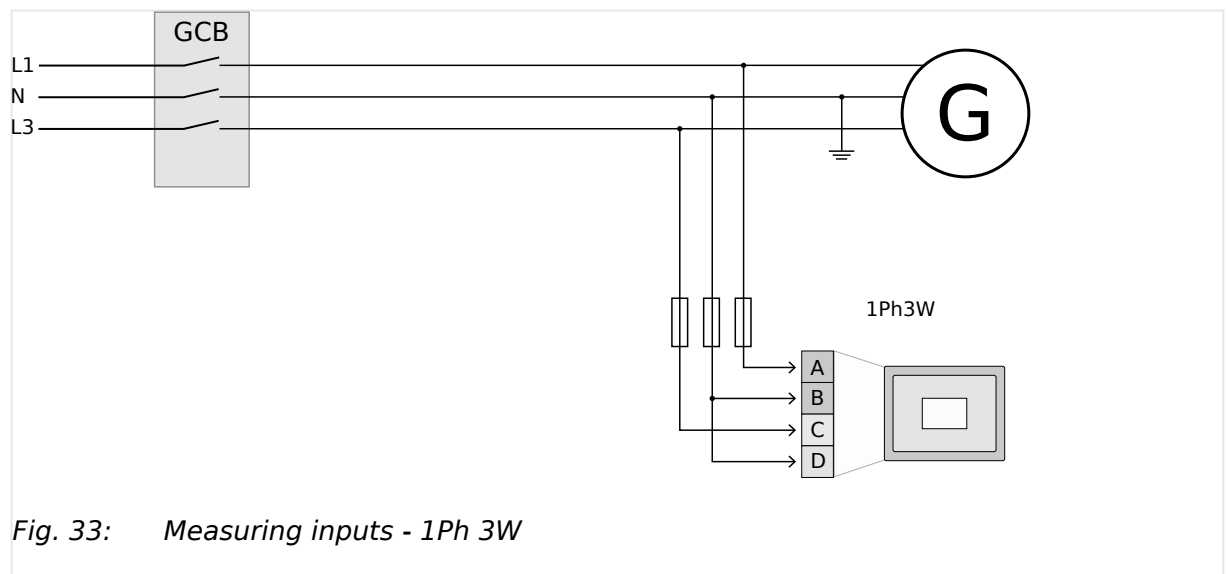 GCB
L1
N
L3
G
1Ph3W
A
B
C
D
Fig. 33: Measuring inputs - 1Ph 3W